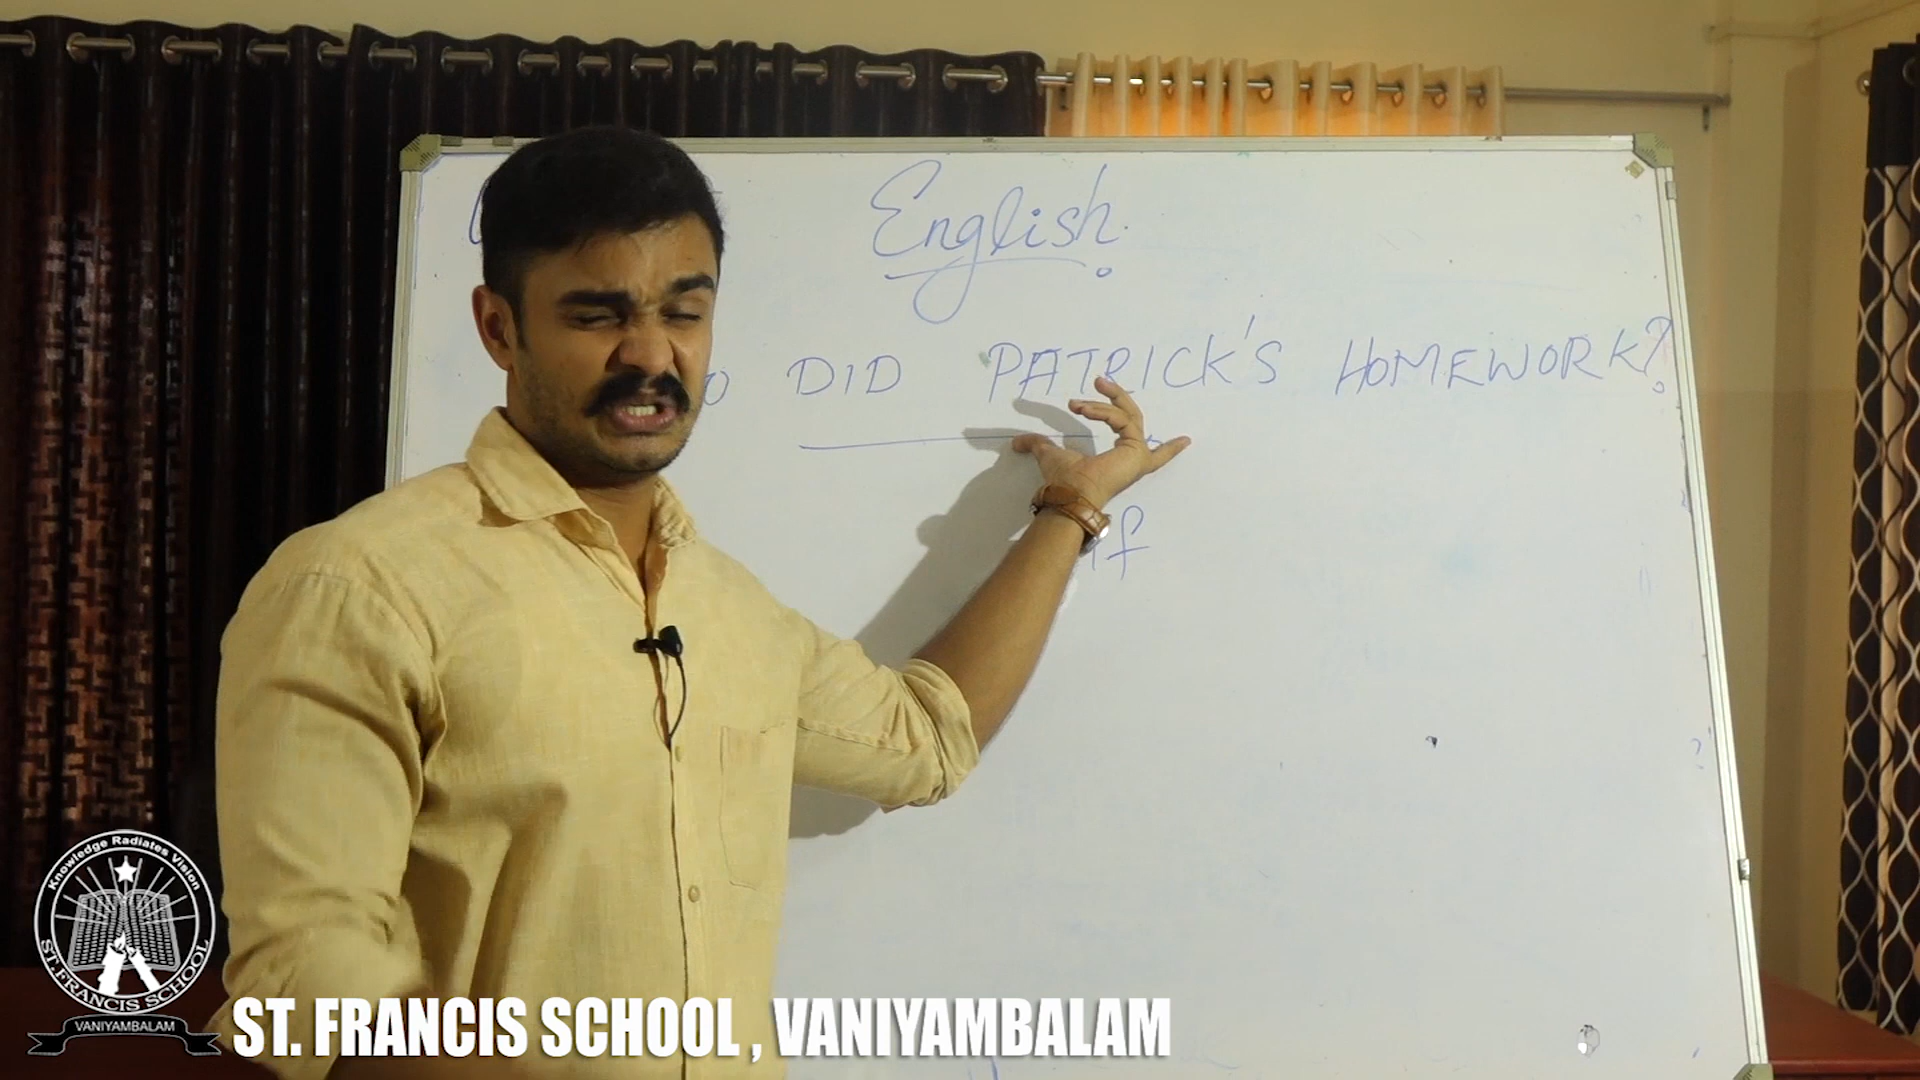 English.
DID PATRICK'S HOMEWORK?
Knowledge Radiates Vision
ST.FRANCIS SCHOOL
VANIYAMBALAM
ST. FRANCIS SCHOOL , VANIYAMBALAM